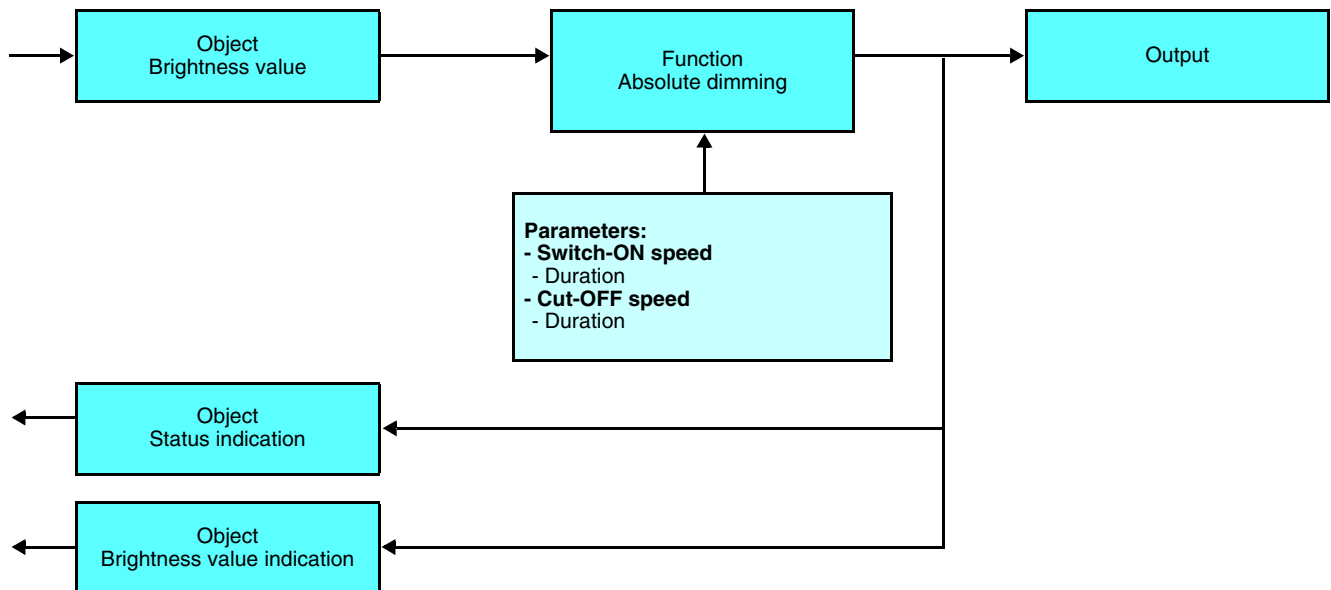 Object
Brightness value
Function
Absolute dimming
Output
Parameters:
- Switch-ON speed
- Duration
- Cut-OFF speed
- Duration
Object
Status indication
Object
Brightness value indication